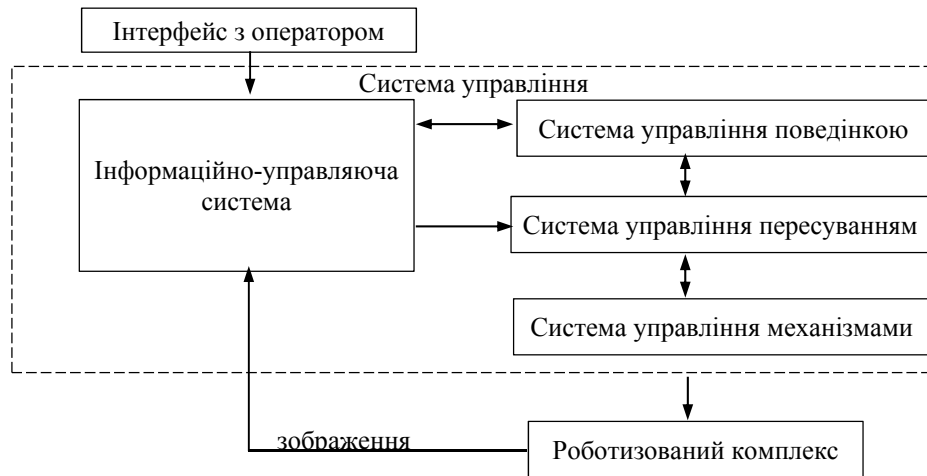 Інтерфейс з оператором
Система управління
Інформаційно-управляюча
система
Система управління поведінкою
Система управління пересуванням
Система управління механізмами
зображення
Роботизований комплекс